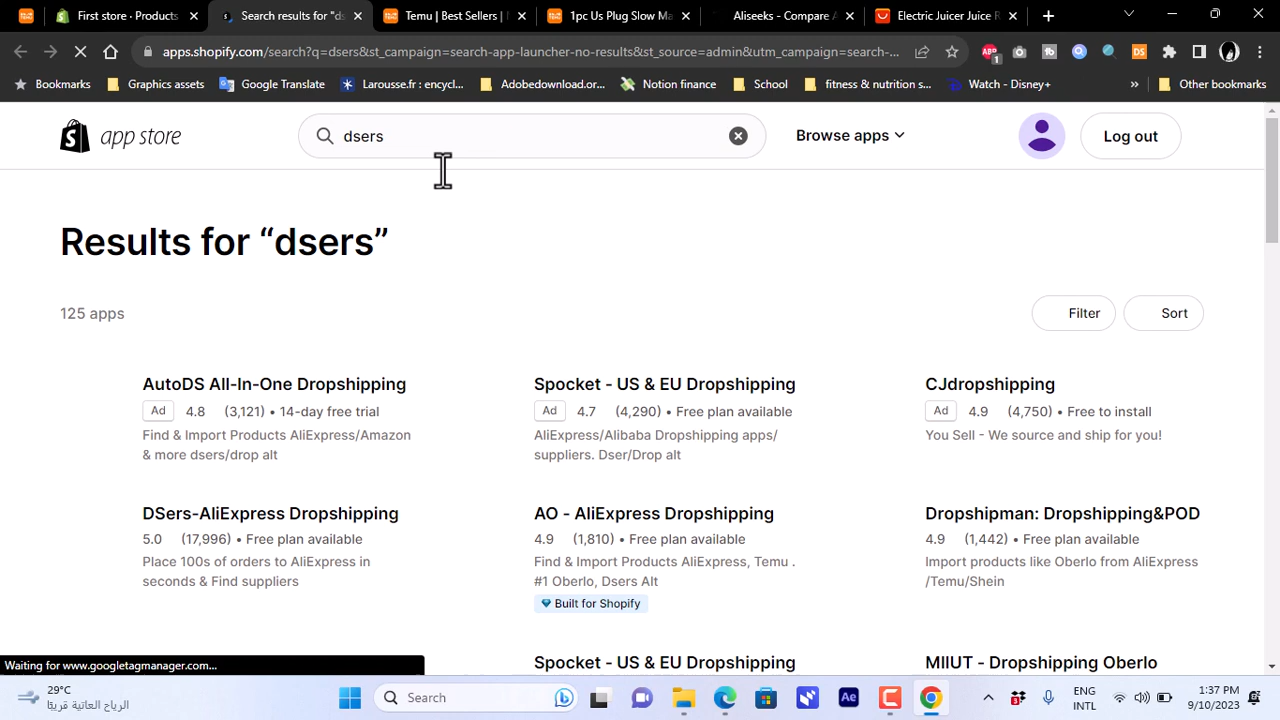 First store · Products
Search results for "ds
Temu | Best sellers |
1pc Us Plug Slow Ma
Aliseeks - Compare A
Electric Juicer Juice R
apps.shopify.com/search?q=dsers&st_campaign=search-app-launcher-no-results&st_source=admin&utm_campaign=search-...
Bookmarks
Graphics assets
Google Translate
Larousse.fr : encycl...
Adobedownload.or...
Notion finance
School
fitness & nutrition s...
Watch - Disney+
Other bookmarks
app store
dsers
Browse apps
Log out
Results for “dsers”
125 apps
Filter
Sort
AutoDS All-In-One Dropshipping
Ad 4.8 (3,121) • 14-day free trial
Find & Import Products AliExpress/Amazon
& more dsers/drop alt
Spocket - US & EU Dropshipping
Ad 4.7 (4,290) • Free plan available
AliExpress/Alibaba Dropshipping apps/
suppliers. Dser/Drop alt
CJdropshipping
Ad 4.9 (4,750) • Free to install
You Sell - We source and ship for you!
DSers-AliExpress Dropshipping
5.0 (17,996) • Free plan available
Place 100s of orders to AliExpress in
seconds & Find suppliers
AO - AliExpress Dropshipping
4.9 (1,810) • Free plan available
Find & Import Products AliExpress, Temu .
#1 Oberlo, Dsers Alt
Built for Shopify
Dropshipman: Dropshipping&POD
4.9 (1,442) • Free plan available
Import products like Oberlo from AliExpress
/Temu/Shein
Spocket - US & EU Dropshipping
MIIUT - Dropshipping Oberlo
Waiting for www.googletagmanager.com...
29°C
الرياح العاتية قريبًا
Search
Ae
ENG
INTL
1:37 PM
9/10/2023